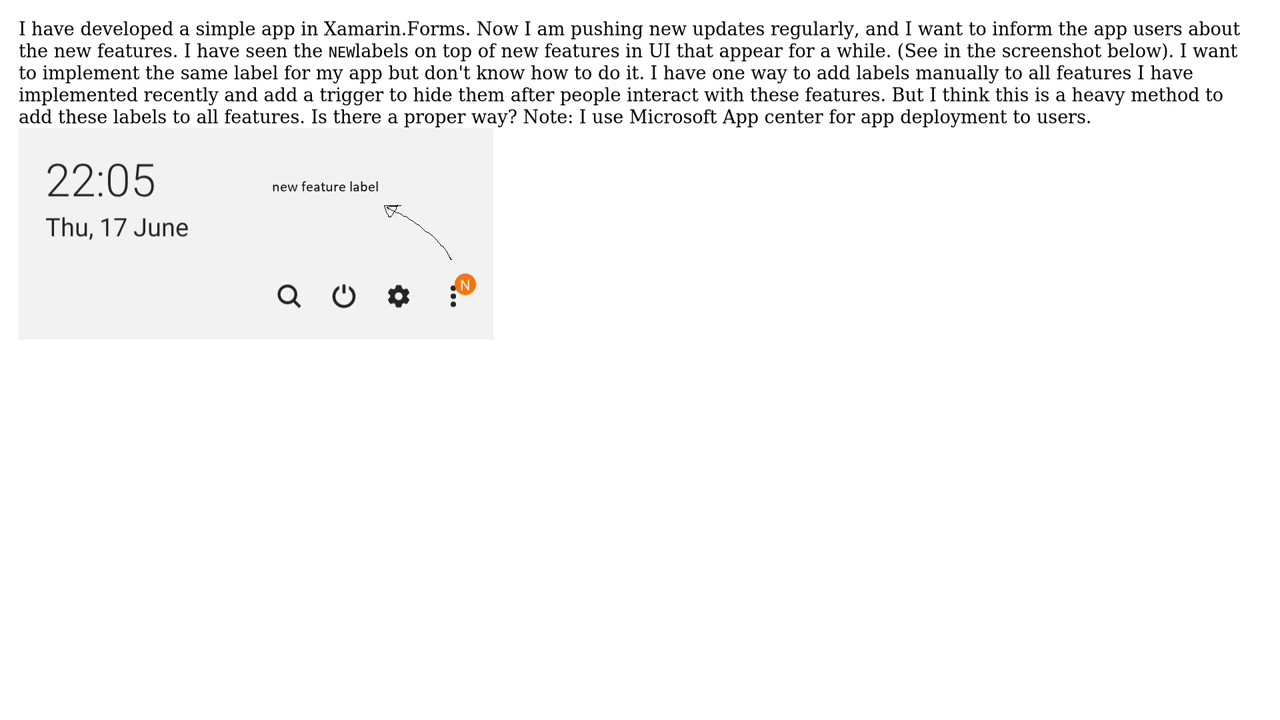 I have developed a simple app in Xamarin.Forms. Now I am pushing new updates regularly, and I want to inform the app users about
the new features. I have seen the NEWlabels on top of new features in UI that appear for a while. (See in the screenshot below). I want
to implement the same label for my app but don't know how to do it. I have one way to add labels manually to all features I have
implemented recently and add a trigger to hide them after people interact with these features. But I think this is a heavy method to
add these labels to all features. Is there a proper way? Note: I use Microsoft App center for app deployment to users.
22:05
new feature label
Thu, 17 June
N